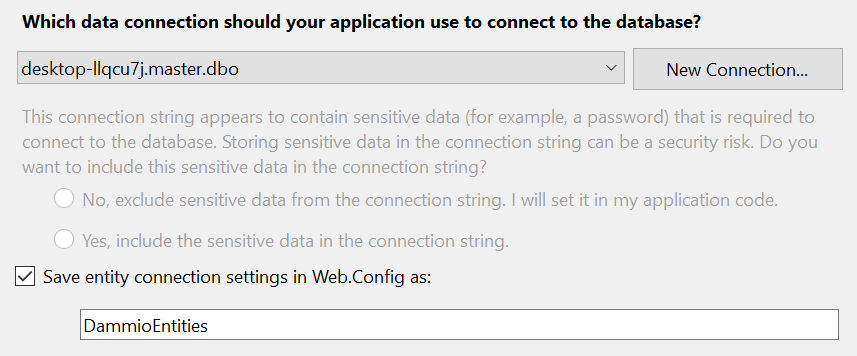 Which data connection should your application use to connect to the database?
desktop-llqcu7j.master.dbo
New Connection...
This connection string appears to contain sensitive data (for example, a password) that is required to
connect to the database. Storing sensitive data in the connection string can be a security risk. Do you
want to include this sensitive data in the connection string?
No, exclude sensitive data from the connection string. I will set it in my application code.
Yes, include the sensitive data in the connection string.
Save entity connection settings in Web.Config as:
DammioEntities